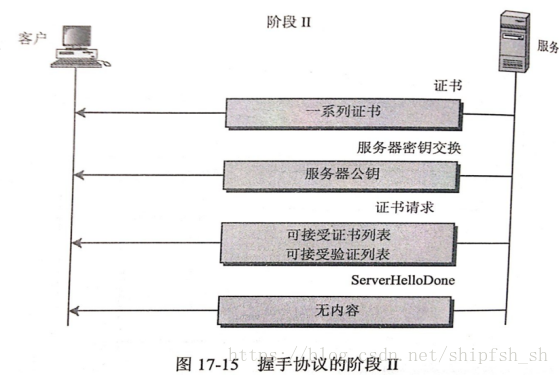 阶段 II
客户
服务
证书
一系列证书
服务器密钥交换
服务器公钥
证书请求
可接受证书列表
可接受验证列表
ServerHelloDone
无内容
https://blog.csdn.net/shipfsh_sh
图 17-15 握手协议的阶段 II